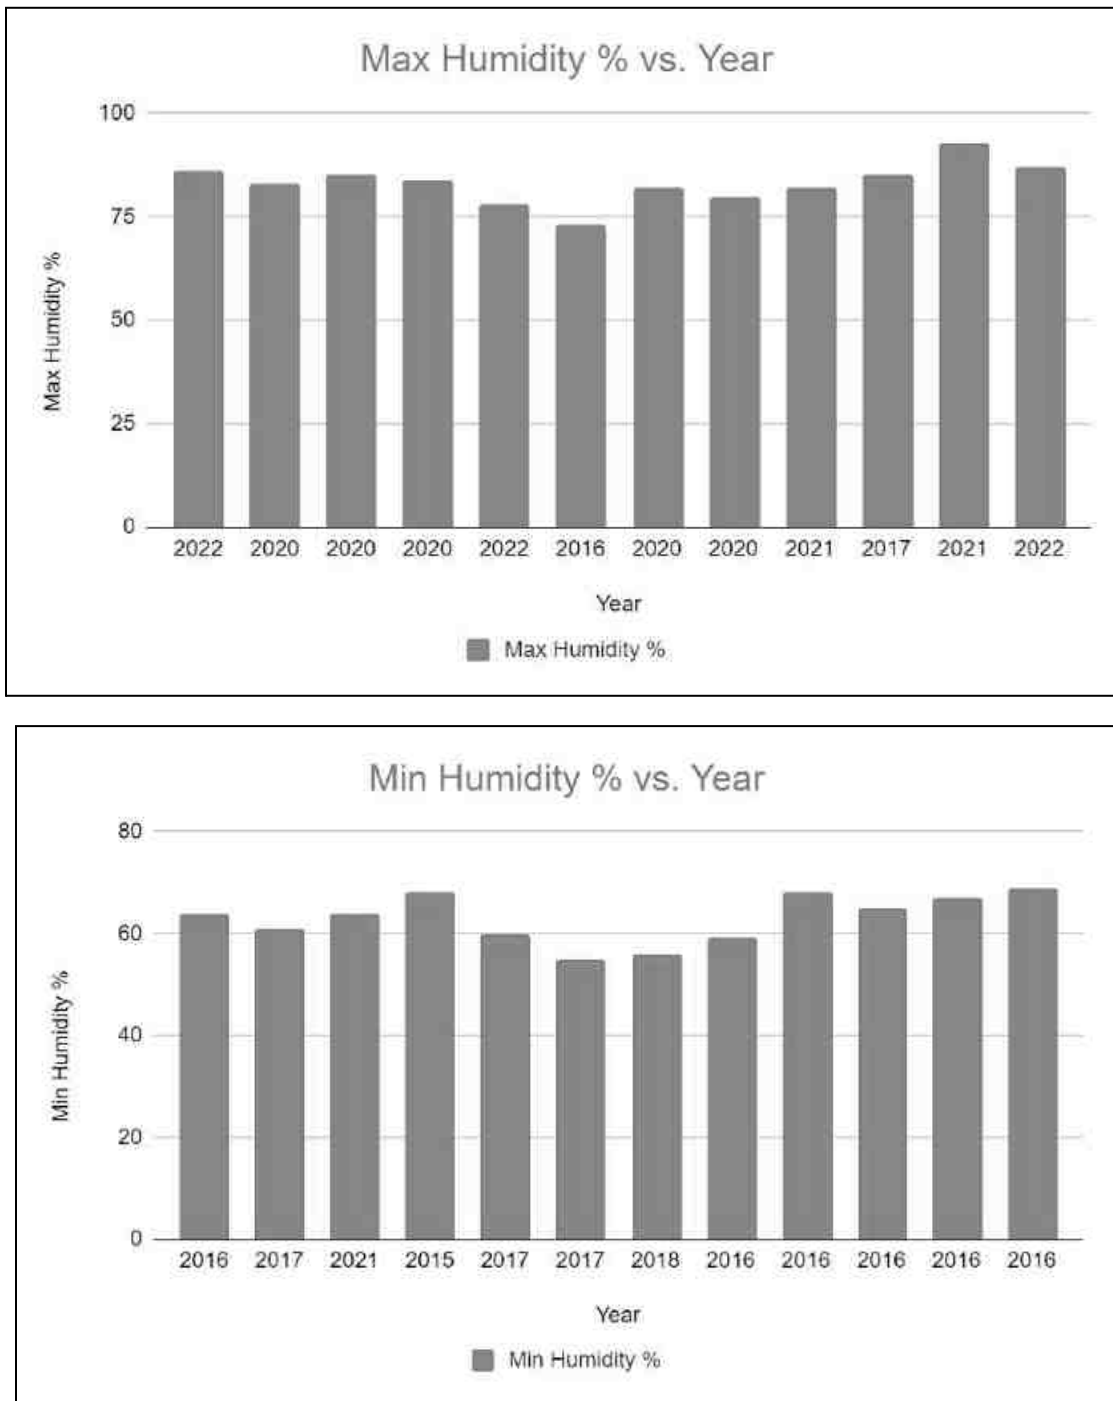 Max Humidity % vs. Year
100
75
50
25
0
Max Humidity %
2022 2020 2020 2020 2022 2016 2020 2020 2021 2017 2021 2022
Year
Max Humidity %
Min Humidity % vs. Year
80
60
40
20
0
Min Humidity %
2016 2017 2021 2015 2017 2017 2018 2016 2016 2016 2016 2016
Year
Min Humidity %